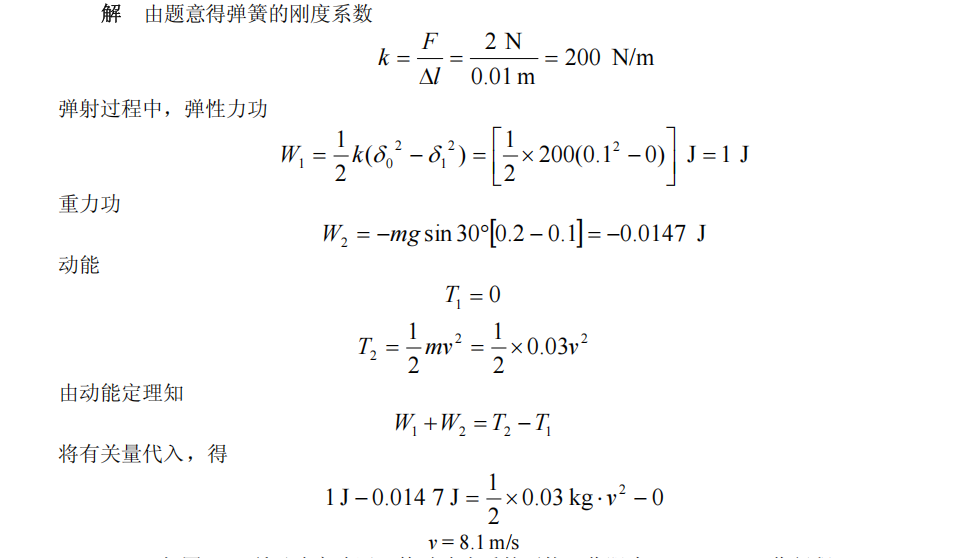 解 由题意得弹簧的刚度系数
k = F/Δl = 2 N/0.01 m = 200 N/m
弹射过程中，弹性力功
W₁ = 1/2 k(δ₀² − δ₁²) = [1/2 × 200(0.1² − 0)] J = 1 J
重力功
W₂ = −mg sin 30°[0.2 − 0.1] = −0.0147 J
动能
T₁ = 0
T₂ = 1/2 mv² = 1/2 × 0.03v²
由动能定理知
W₁ + W₂ = T₂ − T₁
将有关量代入，得
1 J − 0.014 7 J = 1/2 × 0.03 kg · v² − 0
v = 8.1 m/s